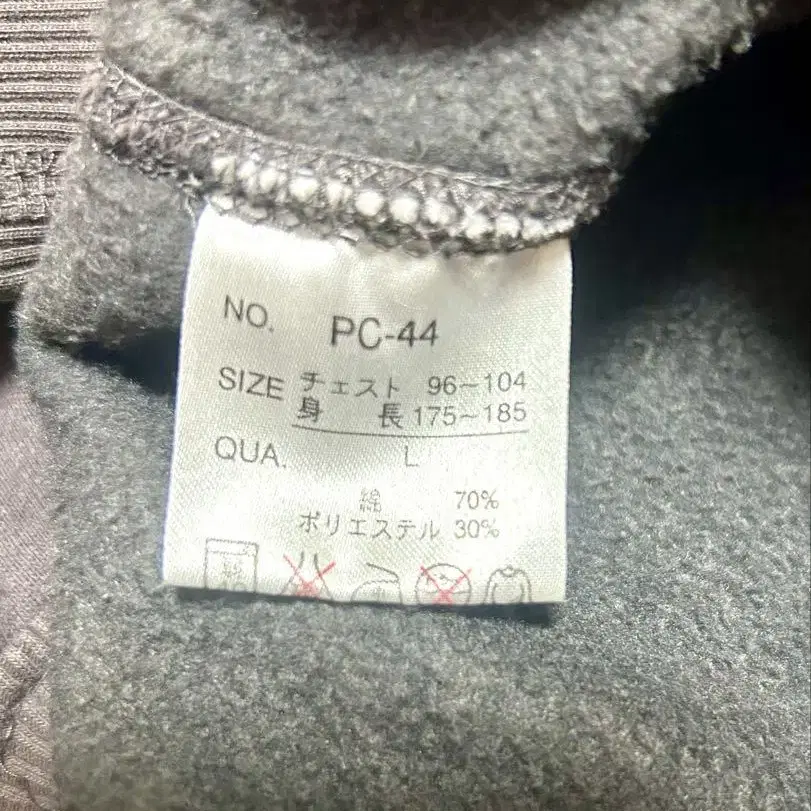 NO. PC-44
SIZE チェスト 96~104
身 長 175~185
QUA. L
綿 70%
ポリエステル 30%